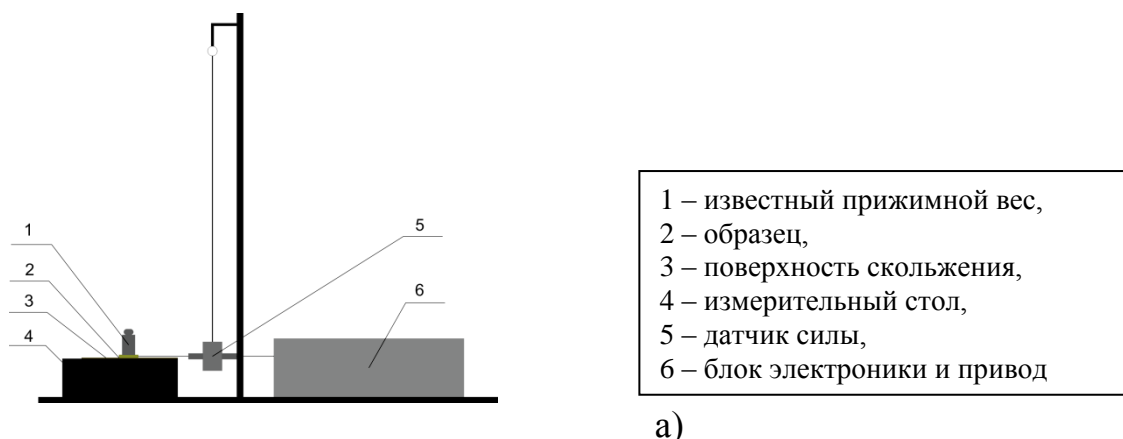 1
2
3
4
5
6
1 – известный прижимной вес,
2 – образец,
3 – поверхность скольжения,
4 – измерительный стол,
5 – датчик силы,
6 – блок электроники и привод
а)